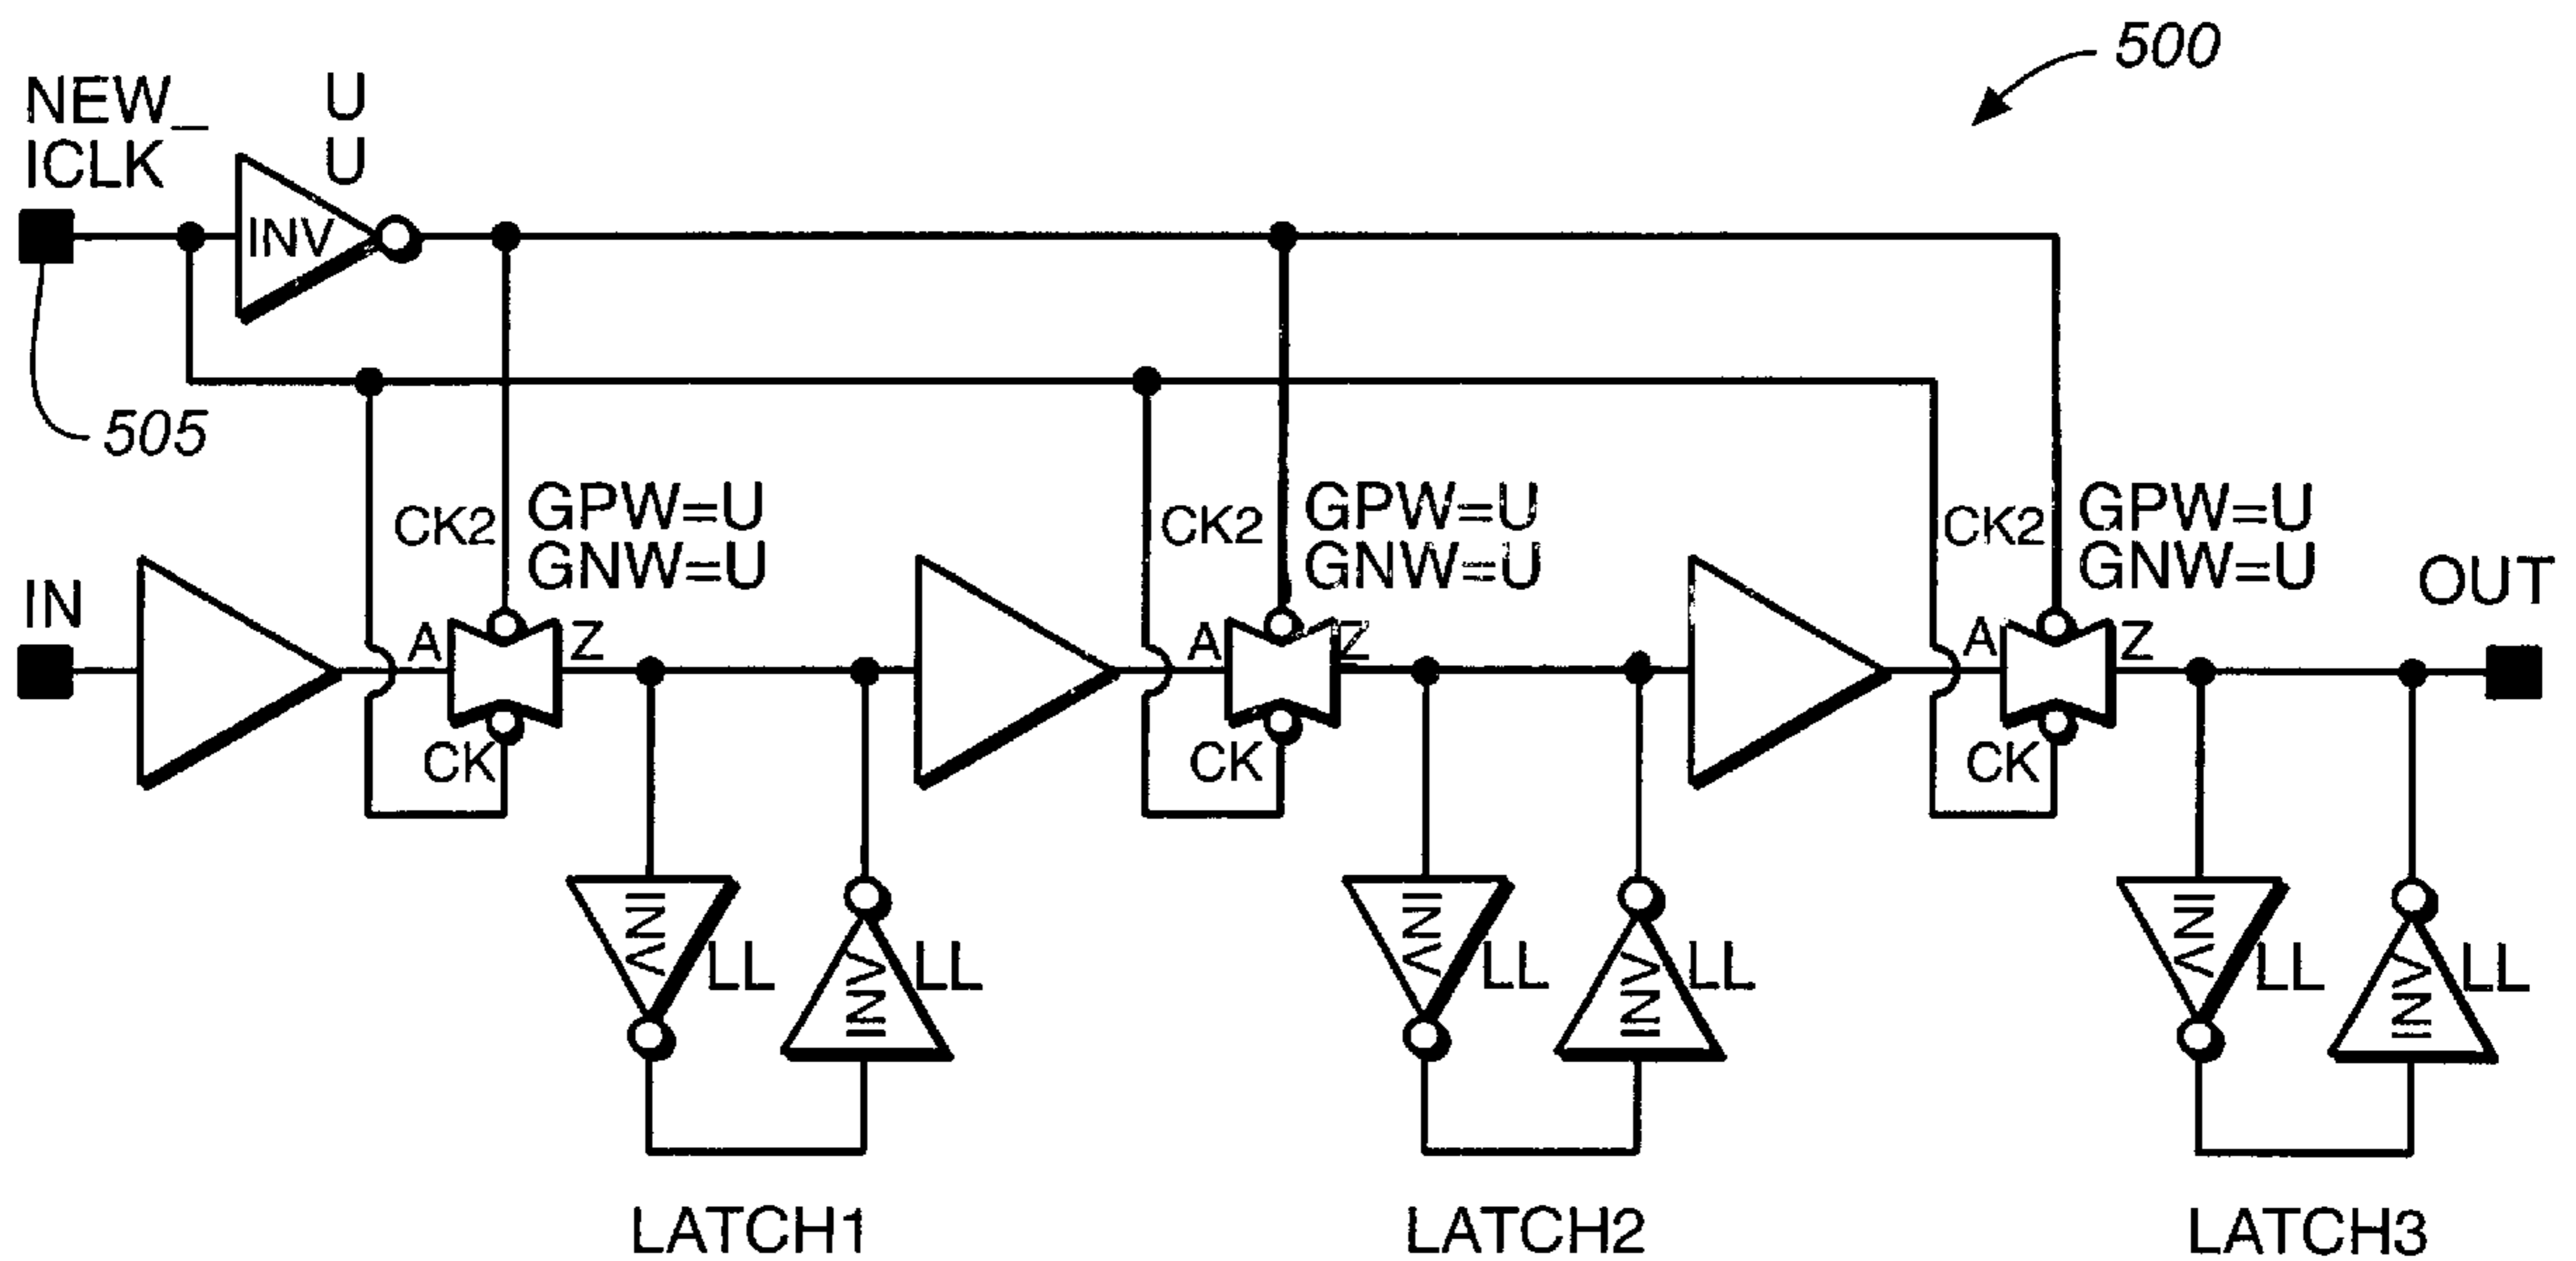 500
NEW_
ICLK
U
U
INV
505
CK2
GPW=U
GNW=U
CK2
GPW=U
GNW=U
CK2
GPW=U
GNW=U
IN
A
Z
A
Z
A
Z
OUT
CK
CK
CK
INV
LL
INV
LL
INV
LL
INV
LL
INV
LL
INV
LL
LATCH1
LATCH2
LATCH3